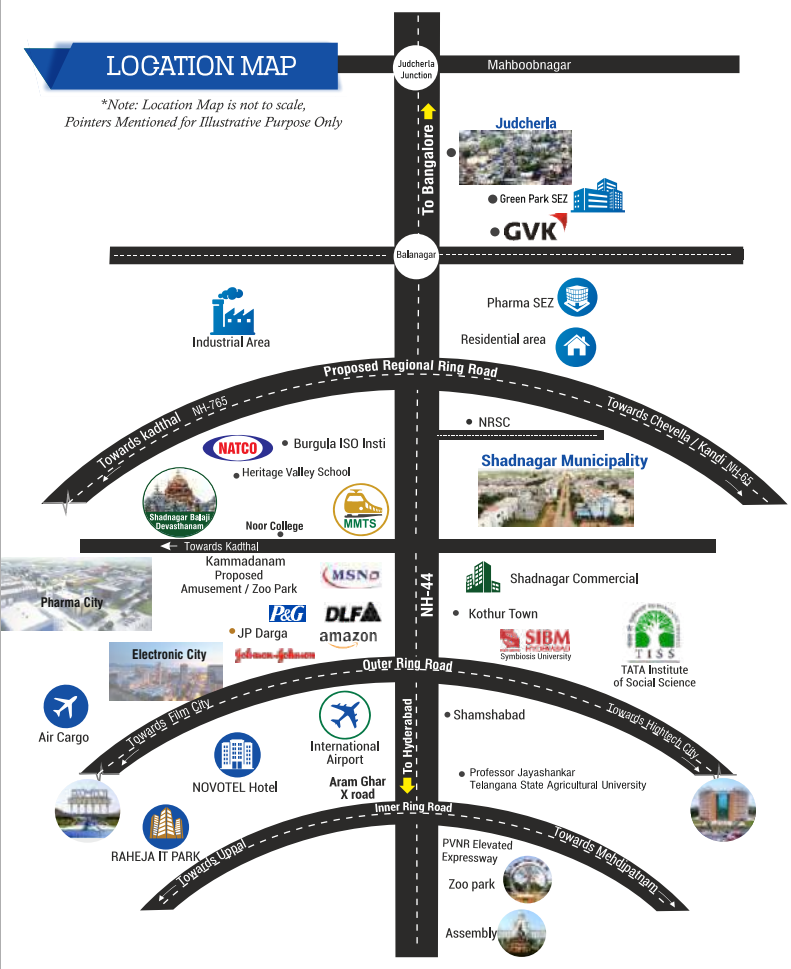 LOCATION MAP
*Note: Location Map is not to scale,
Pointers Mentioned for Illustrative Purpose Only
Judcherla
Junction
Mahboobnagar
To Bangalore
Judcherla
Green Park SEZ
GVK
Balanagar
Industrial Area
Pharma SEZ
Residential area
Proposed Regional Ring Road
Towards kadthal NH-765
Towards Chevella / Kandi NH-65
NRSC
NATCO
Burgula ISO Insti
Heritage Valley School
Shadnagar Municipality
Shadnagar Balaji
Devasthanam
MMTS
Noor College
Towards Kadthal
Kammadanam
Proposed
Amusement / Zoo Park
MSN
NH-44
Shadnagar Commercial
Pharma City
P&G
DLF
Kothur Town
JP Darga
amazon
SIBM
HYDERABAD
Symbiosis University
TISS
TATA Institute
of Social Science
Electronic City
Johnson & Johnson
Outer Ring Road
Towards Film City
Towards Hightech City
Air Cargo
International
Airport
To Hyderabad
Shamshabad
NOVOTEL Hotel
Aram Ghar
X road
Professor Jayashankar
Telangana State Agricultural University
Inner Ring Road
RAHEJA IT PARK
Towards Uppal
Towards Mehdipatnam
PVNR Elevated
Expressway
Zoo park
Assembly